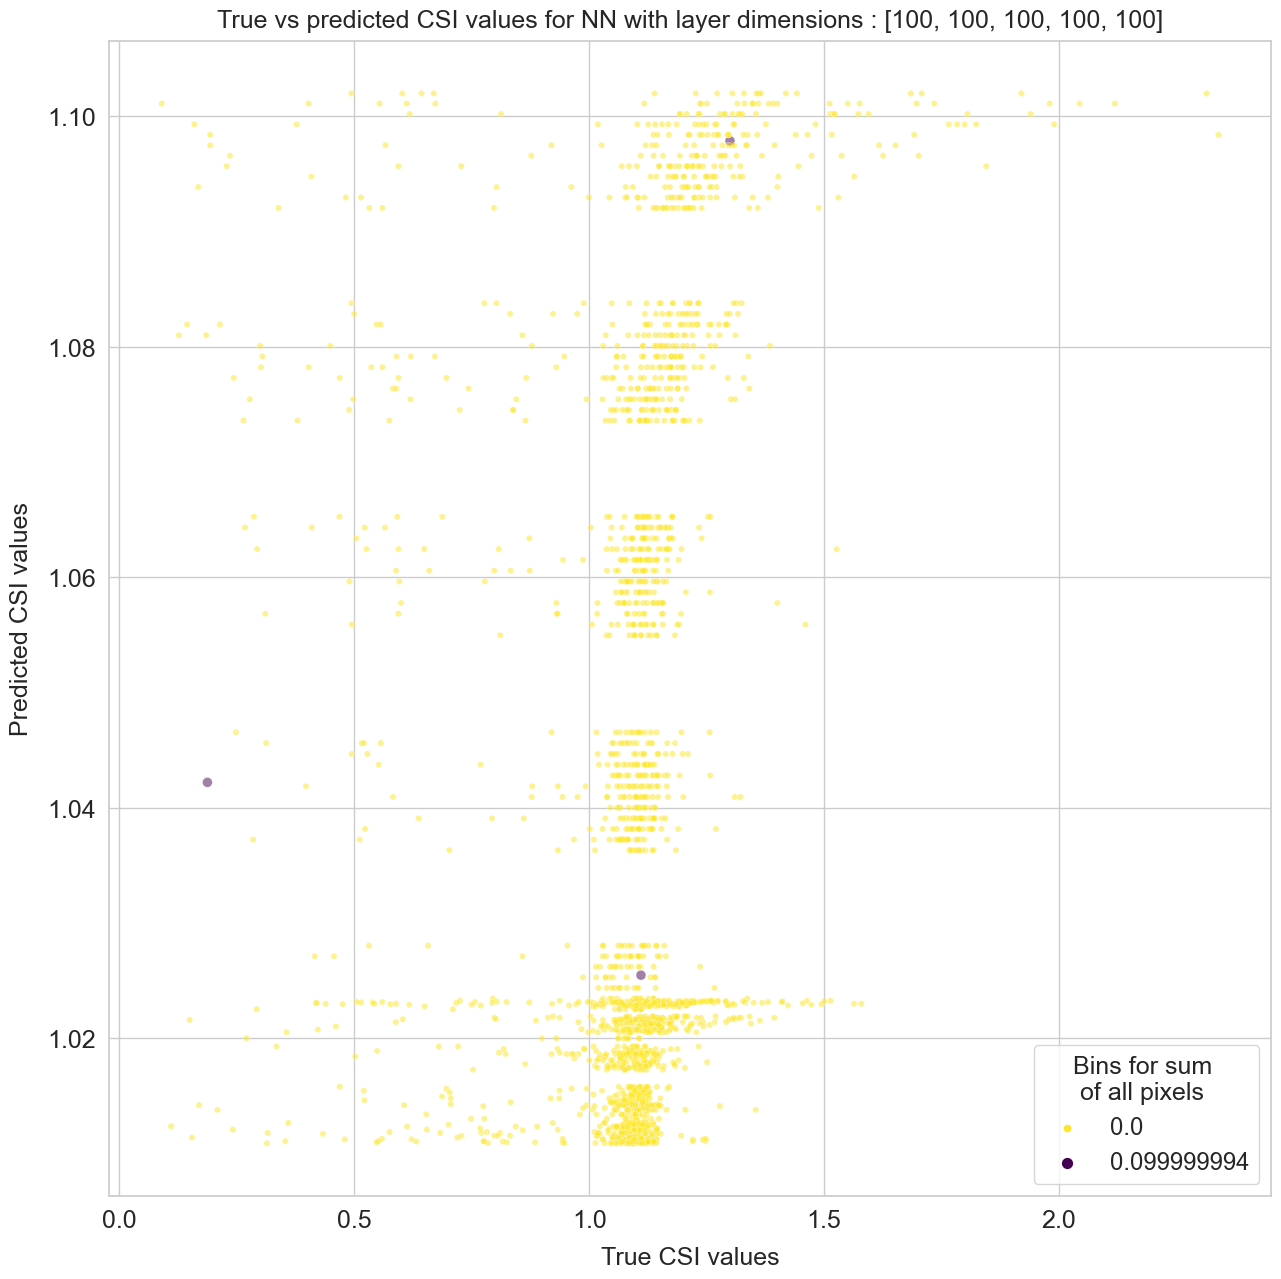 True vs predicted CSI values for NN with layer dimensions : [100, 100, 100, 100, 100]
1.10
1.08
1.06
1.04
1.02
Predicted CSI values
0.0
0.5
1.0
1.5
2.0
True CSI values
Bins for sum
of all pixels
0.0
0.099999994